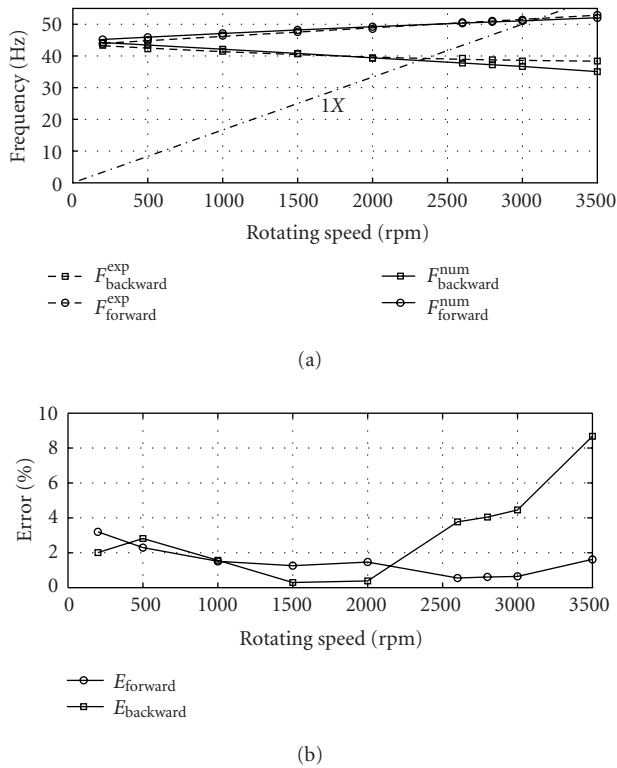 50
40
30
20
10
0
Frequency (Hz)
1X
500 1000 1500 2000 2500 3000 3500
Rotating speed (rpm)
F^exp_backward F^num_backward
F^exp_forward F^num_forward
(a)
10
8
6
4
2
0
Error (%)
0 500 1000 1500 2000 2500 3000 3500
Rotating speed (rpm)
E_forward
E_backward
(b)